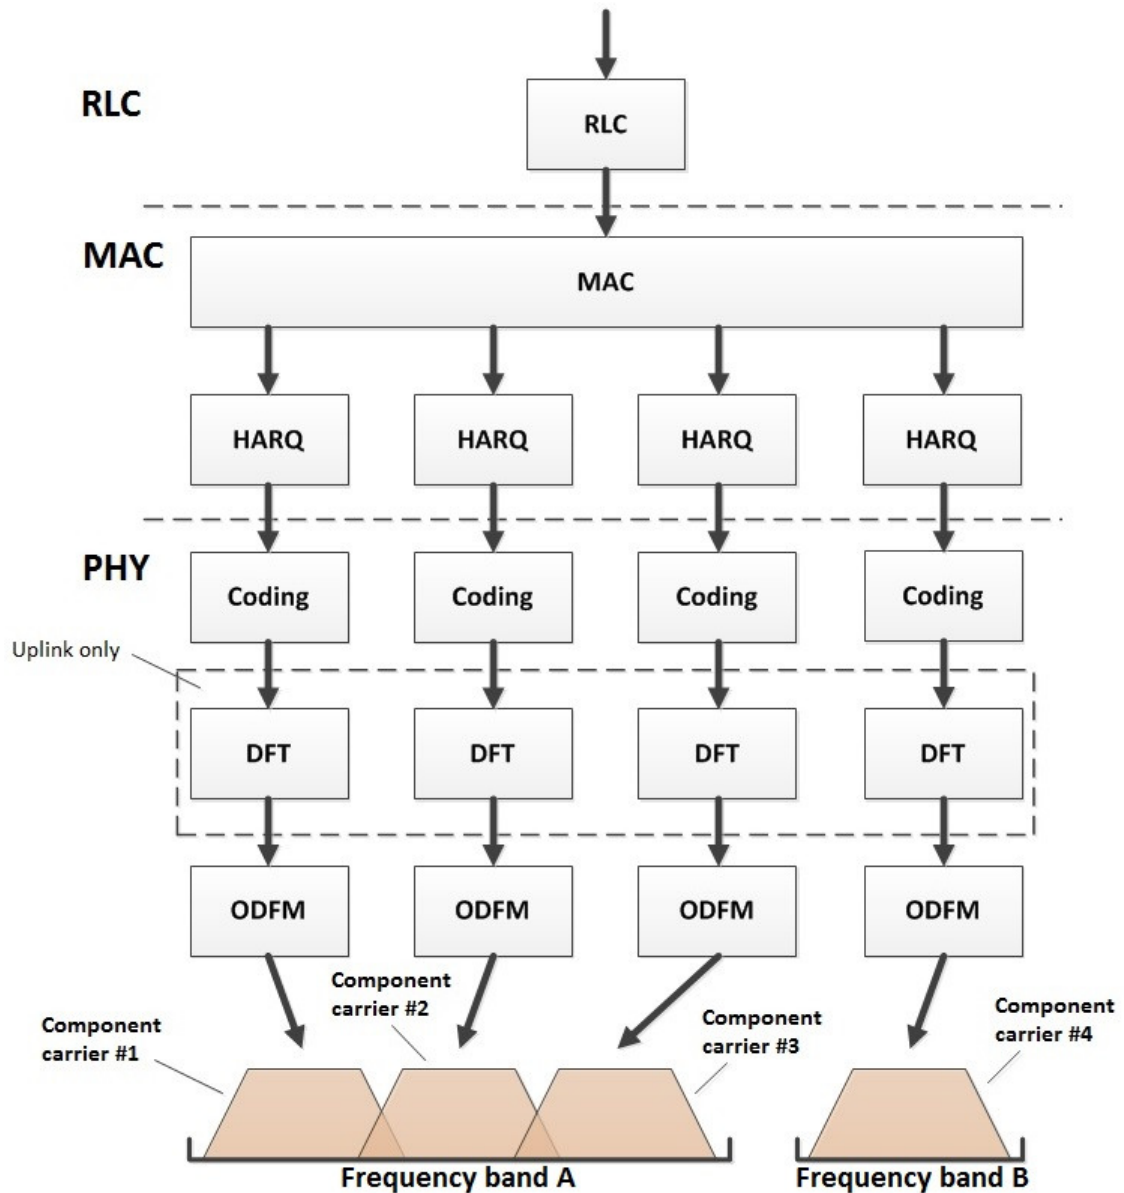 RLC
RLC
MAC
MAC
HARQ HARQ HARQ HARQ
PHY
Coding Coding Coding Coding
Uplink only
DFT DFT DFT DFT
ODFM ODFM ODFM ODFM
Component
carrier #1
Component
carrier #2
Component
carrier #3
Component
carrier #4
Frequency band A
Frequency band B